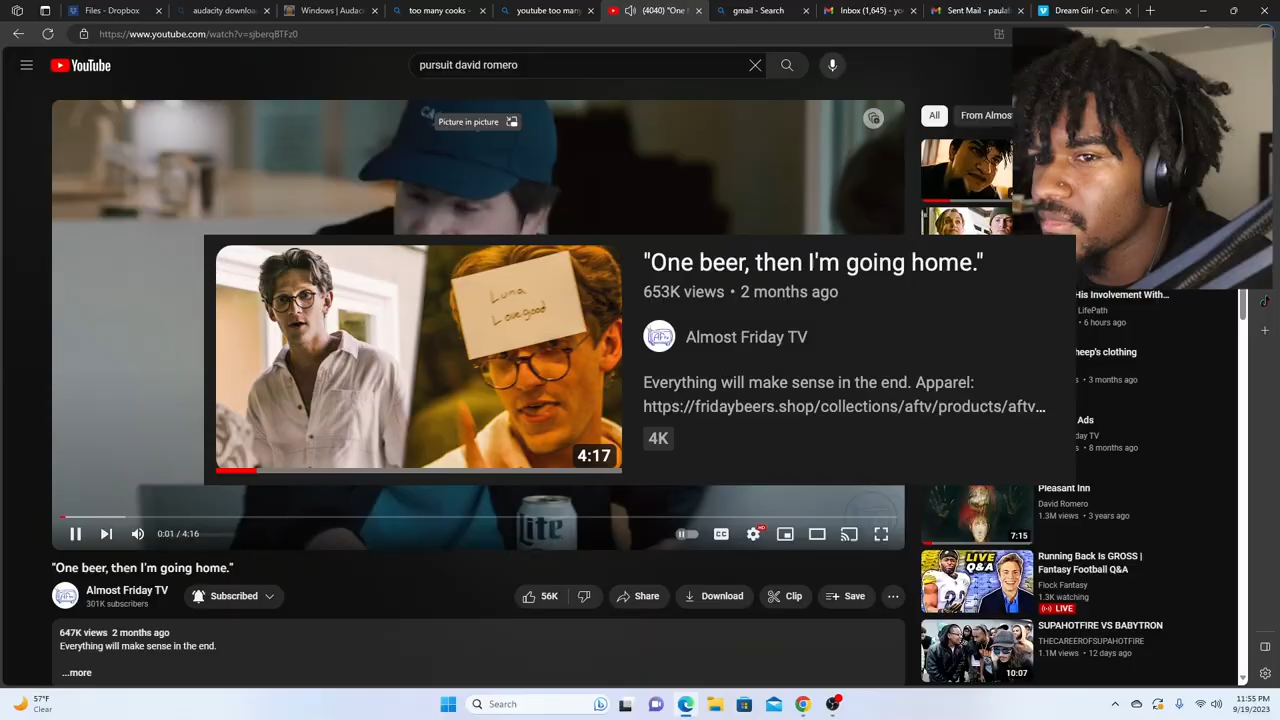 Files - Dropbox
audacity downloa
Windows | Audac
too many cooks -
youtube too man
(4040) "One I
gmail - Search
Inbox (1,645) - yo
Sent Mail - paula
Dream Girl - Cens
https://www.youtube.com/watch?v=sjberqBTFz0
YouTube
pursuit david romero
Picture in picture
All
From Almos
Luna
Lovegood
4:17
"One beer, then I'm going home."
653K views • 2 months ago
Almost Friday TV
Everything will make sense in the end. Apparel:
https://fridaybeers.shop/collections/aftv/products/aftv...
4K
His Involvement With...
LifePath
• 6 hours ago
heep's clothing
s • 3 months ago
Ads
day TV
s • 8 months ago
Pleasant Inn
David Romero
1.3M views • 3 years ago
7:15
LIVE
Q&A
Running Back Is GROSS |
Fantasy Football Q&A
Flock Fantasy
1.3K watching
LIVE
SUPAHOTFIRE VS BABYTRON
THECAREEROFSUPAHOTFIRE
1.1M views • 12 days ago
10:07
Lite
0:01 / 4:16
CC
HD
"One beer, then I'm going home."
Almost Friday TV
301K subscribers
Subscribed
56K
Share
Download
Clip
Save
647K views 2 months ago
Everything will make sense in the end.
...more
57°F
Clear
Search
11:55 PM
9/19/2023